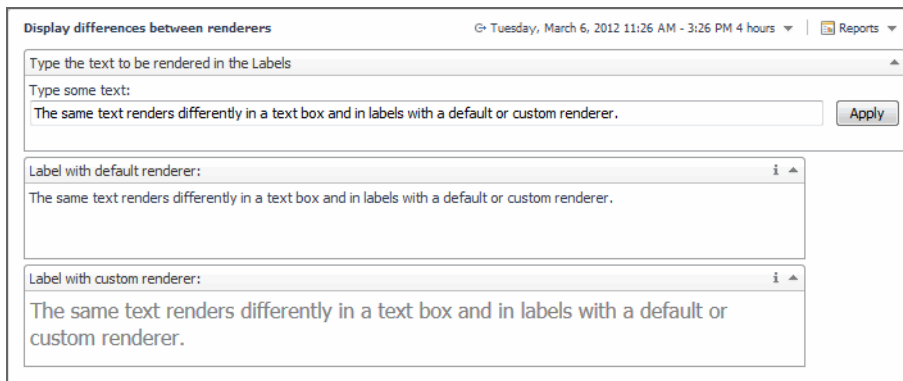 Display differences between renderers
Tuesday, March 6, 2012 11:26 AM - 3:26 PM 4 hours
Reports
Type the text to be rendered in the Labels
Type some text:
The same text renders differently in a text box and in labels with a default or custom renderer.
Apply
Label with default renderer:
i
The same text renders differently in a text box and in labels with a default or custom renderer.
Label with custom renderer:
i
The same text renders differently in a text box and in labels with a default or
custom renderer.